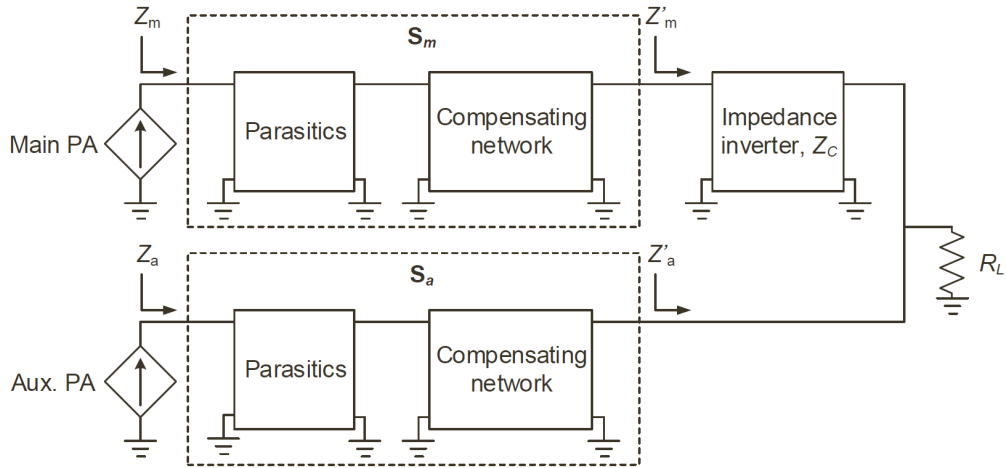 Z_m
S_m
Z'_m
Main PA
Parasitics
Compensating
network
Impedance
inverter, Z_C
Z_a
S_a
Z'_a
R_L
Aux. PA
Parasitics
Compensating
network